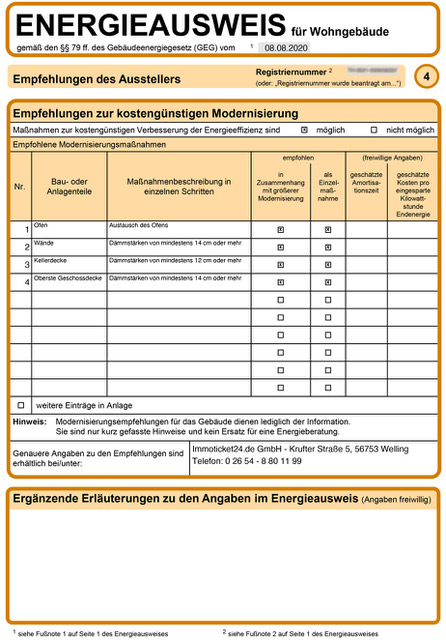 ENERGIEAUSWEIS für Wohngebäude
gemäß den §§ 79 ff. des Gebäudeenergiegesetz (GEG) vom 1 08.08.2020
Empfehlungen des Ausstellers
Registriernummer 2
(oder: „Registriernummer wurde beantragt am...“)
4
Empfehlungen zur kostengünstigen Modernisierung
Maßnahmen zur kostengünstigen Verbesserung der Energieeffizienz sind ☒ möglich ☐ nicht möglich
Empfohlene Modernisierungsmaßnahmen
Nr.
Bau- oder
Anlagenteile
Maßnahmenbeschreibung in
einzelnen Schritten
empfohlen
in
Zusammenhang
mit größerer
Modernisierung
als
Einzel-
maß-
nahme
(freiwillige Angaben)
geschätzte
Amortisa-
tionszeit
geschätzte
Kosten pro
eingesparte
Kilowatt-
stunde
Endenergie
1 Ofen Austausch des Ofens ☒ ☒
2 Wände Dämmstärken von mindestens 14 cm oder mehr ☒ ☒
3 Kellerdecke Dämmstärken von mindestens 12 cm oder mehr ☒ ☒
4 Oberste Geschossdecke Dämmstärken von mindestens 14 cm oder mehr ☒ ☒
☐ weitere Einträge in Anlage
Hinweis: Modernisierungsempfehlungen für das Gebäude dienen lediglich der Information.
Sie sind nur kurz gefasste Hinweise und kein Ersatz für eine Energieberatung.
Genauere Angaben zu den Empfehlungen sind
erhältlich bei/unter:
Immoticket24.de GmbH - Krufter Straße 5, 56753 Welling
Telefon: 0 26 54 - 8 80 11 99
Ergänzende Erläuterungen zu den Angaben im Energieausweis (Angaben freiwillig)
1 siehe Fußnote 1 auf Seite 1 des Energieausweises
2 siehe Fußnote 2 auf Seite 1 des Energieausweises